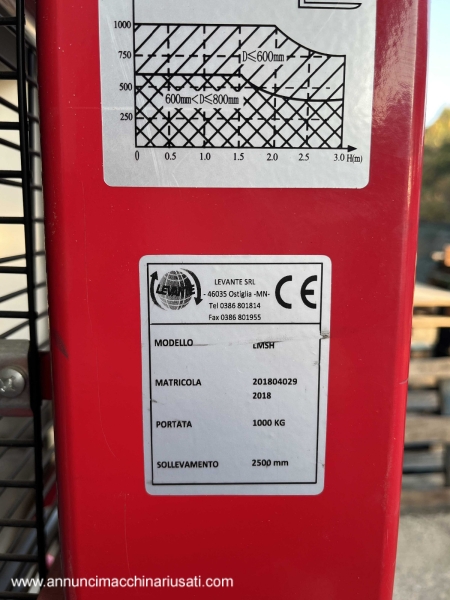 1000
750
D≤600mm
500
600mm<D≤800mm
250
0 0.5 1.0 1.5 2.0 2.5 3.0 H(m)
LEVANTE
LEVANTE SRL
- 46035 Ostiglia -MN-
Tel 0386 801814
Fax 0386 801955
CE
MODELLO LMSH
MATRICOLA 201804029
2018
PORTATA 1000 KG
SOLLEVAMENTO 2500 mm
www.annuncimacchinariusati.com